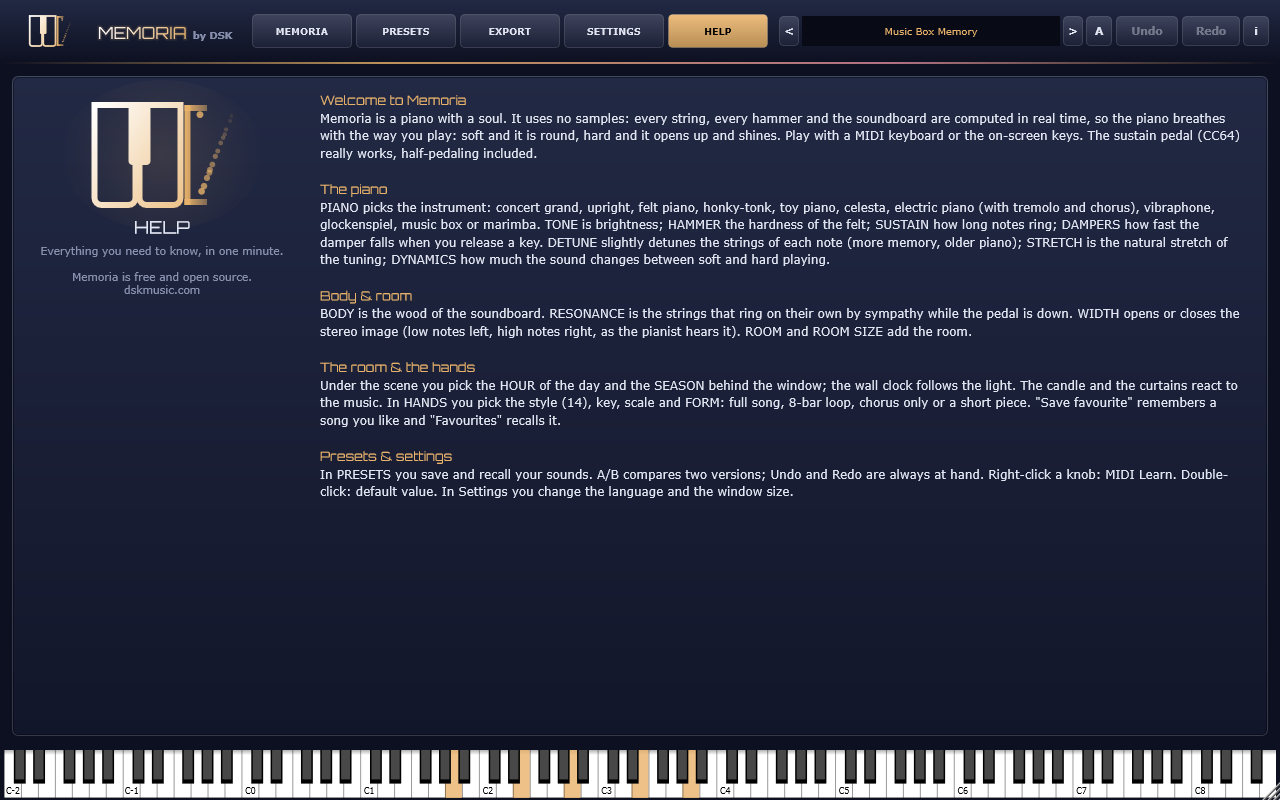 MEMORIA by DSK
MEMORIA
PRESETS
EXPORT
SETTINGS
HELP
<
Music Box Memory
>
A
Undo
Redo
i
HELP
Everything you need to know, in one minute.
Memoria is free and open source.
dskmusic.com
Welcome to Memoria
Memoria is a piano with a soul. It uses no samples: every string, every hammer and the soundboard are computed in real time, so the piano breathes
with the way you play: soft and it is round, hard and it opens up and shines. Play with a MIDI keyboard or the on-screen keys. The sustain pedal (CC64)
really works, half-pedaling included.
The piano
PIANO picks the instrument: concert grand, upright, felt piano, honky-tonk, toy piano, celesta, electric piano (with tremolo and chorus), vibraphone,
glockenspiel, music box or marimba. TONE is brightness; HAMMER the hardness of the felt; SUSTAIN how long notes ring; DAMPERS how fast the
damper falls when you release a key. DETUNE slightly detunes the strings of each note (more memory, older piano); STRETCH is the natural stretch of
the tuning; DYNAMICS how much the sound changes between soft and hard playing.
Body & room
BODY is the wood of the soundboard. RESONANCE is the strings that ring on their own by sympathy while the pedal is down. WIDTH opens or closes the
stereo image (low notes left, high notes right, as the pianist hears it). ROOM and ROOM SIZE add the room.
The room & the hands
Under the scene you pick the HOUR of the day and the SEASON behind the window; the wall clock follows the light. The candle and the curtains react to
the music. In HANDS you pick the style (14), key, scale and FORM: full song, 8-bar loop, chorus only or a short piece. "Save favourite" remembers a
song you like and "Favourites" recalls it.
Presets & settings
In PRESETS you save and recall your sounds. A/B compares two versions; Undo and Redo are always at hand. Right-click a knob: MIDI Learn. Double-
click: default value. In Settings you change the language and the window size.
C-2
C-1
C0
C1
C2
C3
C4
C5
C6
C7
C8